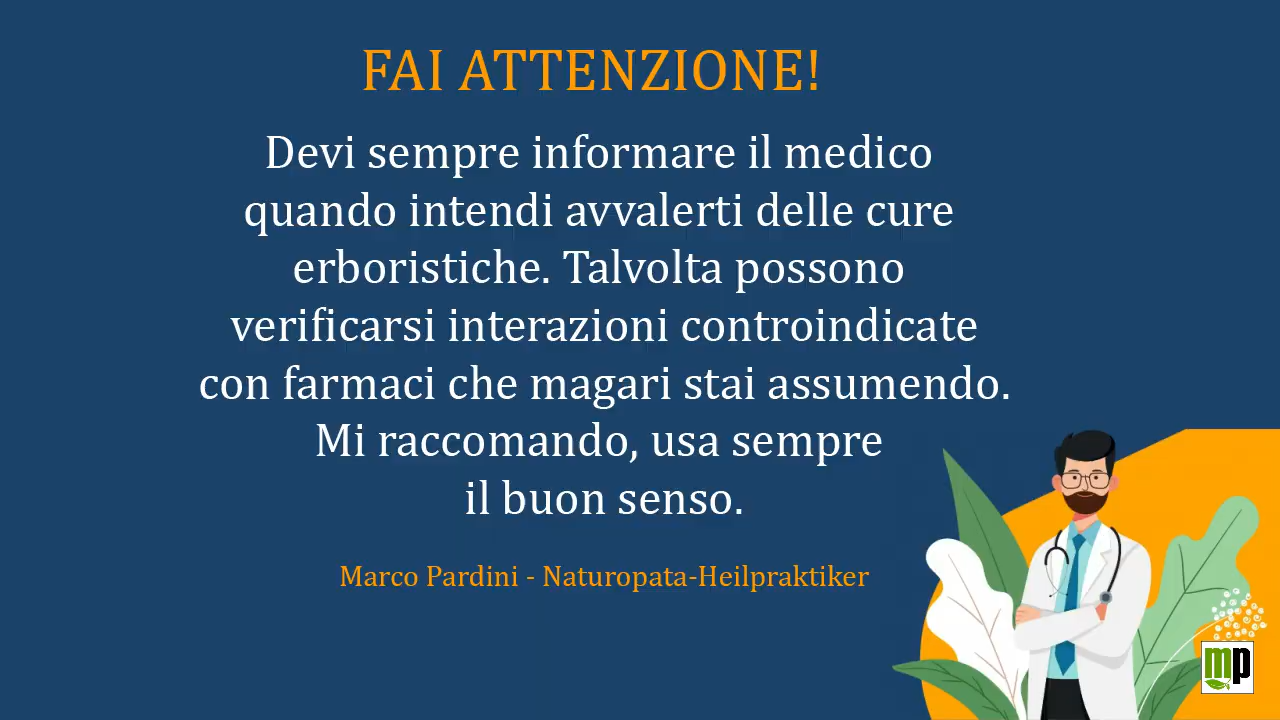 FAI ATTENZIONE!
Devi sempre informare il medico
quando intendi avvalerti delle cure
erboristiche. Talvolta possono
verificarsi interazioni controindicate
con farmaci che magari stai assumendo.
Mi raccomando, usa sempre
il buon senso.
Marco Pardini - Naturopata-Heilpraktiker
mp